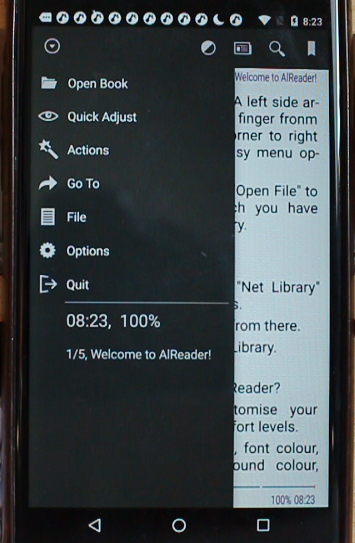 8:23
Welcome to AlReader!
Open Book
Quick Adjust
Actions
Go To
File
Options
Quit
08:23, 100%
1/5, Welcome to AlReader!
A left side ar-
finger fronm
rner to right
sy menu op-
Open File" to
h you have
ry.
"Net Library"
s.
rom there.
Library.
Reader?
tomise your
fort levels.
, font colour,
ound colour,
100% 08:23